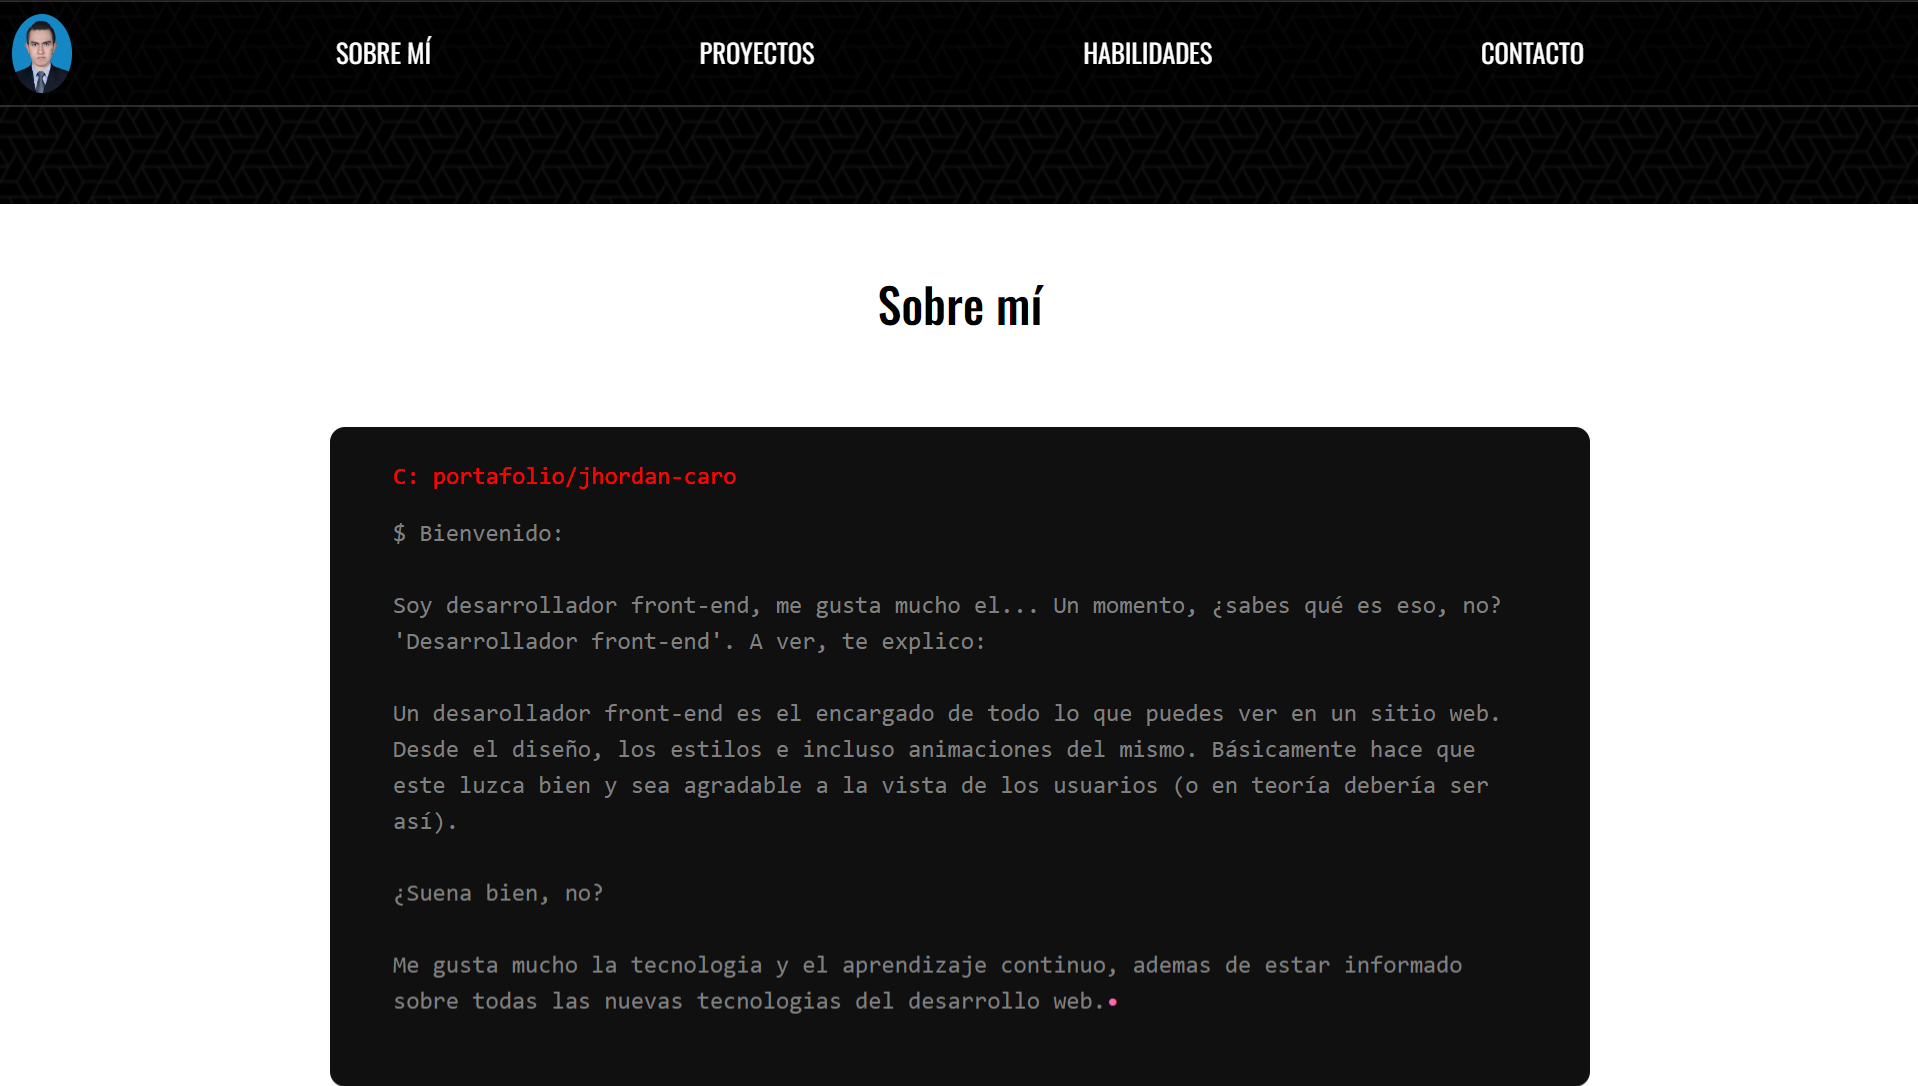 SOBRE MÍ PROYECTOS HABILIDADES CONTACTO
Sobre mí
C: portafolio/jhordan-caro
$ Bienvenido:
Soy desarrollador front-end, me gusta mucho el... Un momento, ¿sabes qué es eso, no?
'Desarrollador front-end'. A ver, te explico:
Un desarollador front-end es el encargado de todo lo que puedes ver en un sitio web.
Desde el diseño, los estilos e incluso animaciones del mismo. Básicamente hace que
este luzca bien y sea agradable a la vista de los usuarios (o en teoría debería ser
así).
¿Suena bien, no?
Me gusta mucho la tecnologia y el aprendizaje continuo, ademas de estar informado
sobre todas las nuevas tecnologias del desarrollo web.